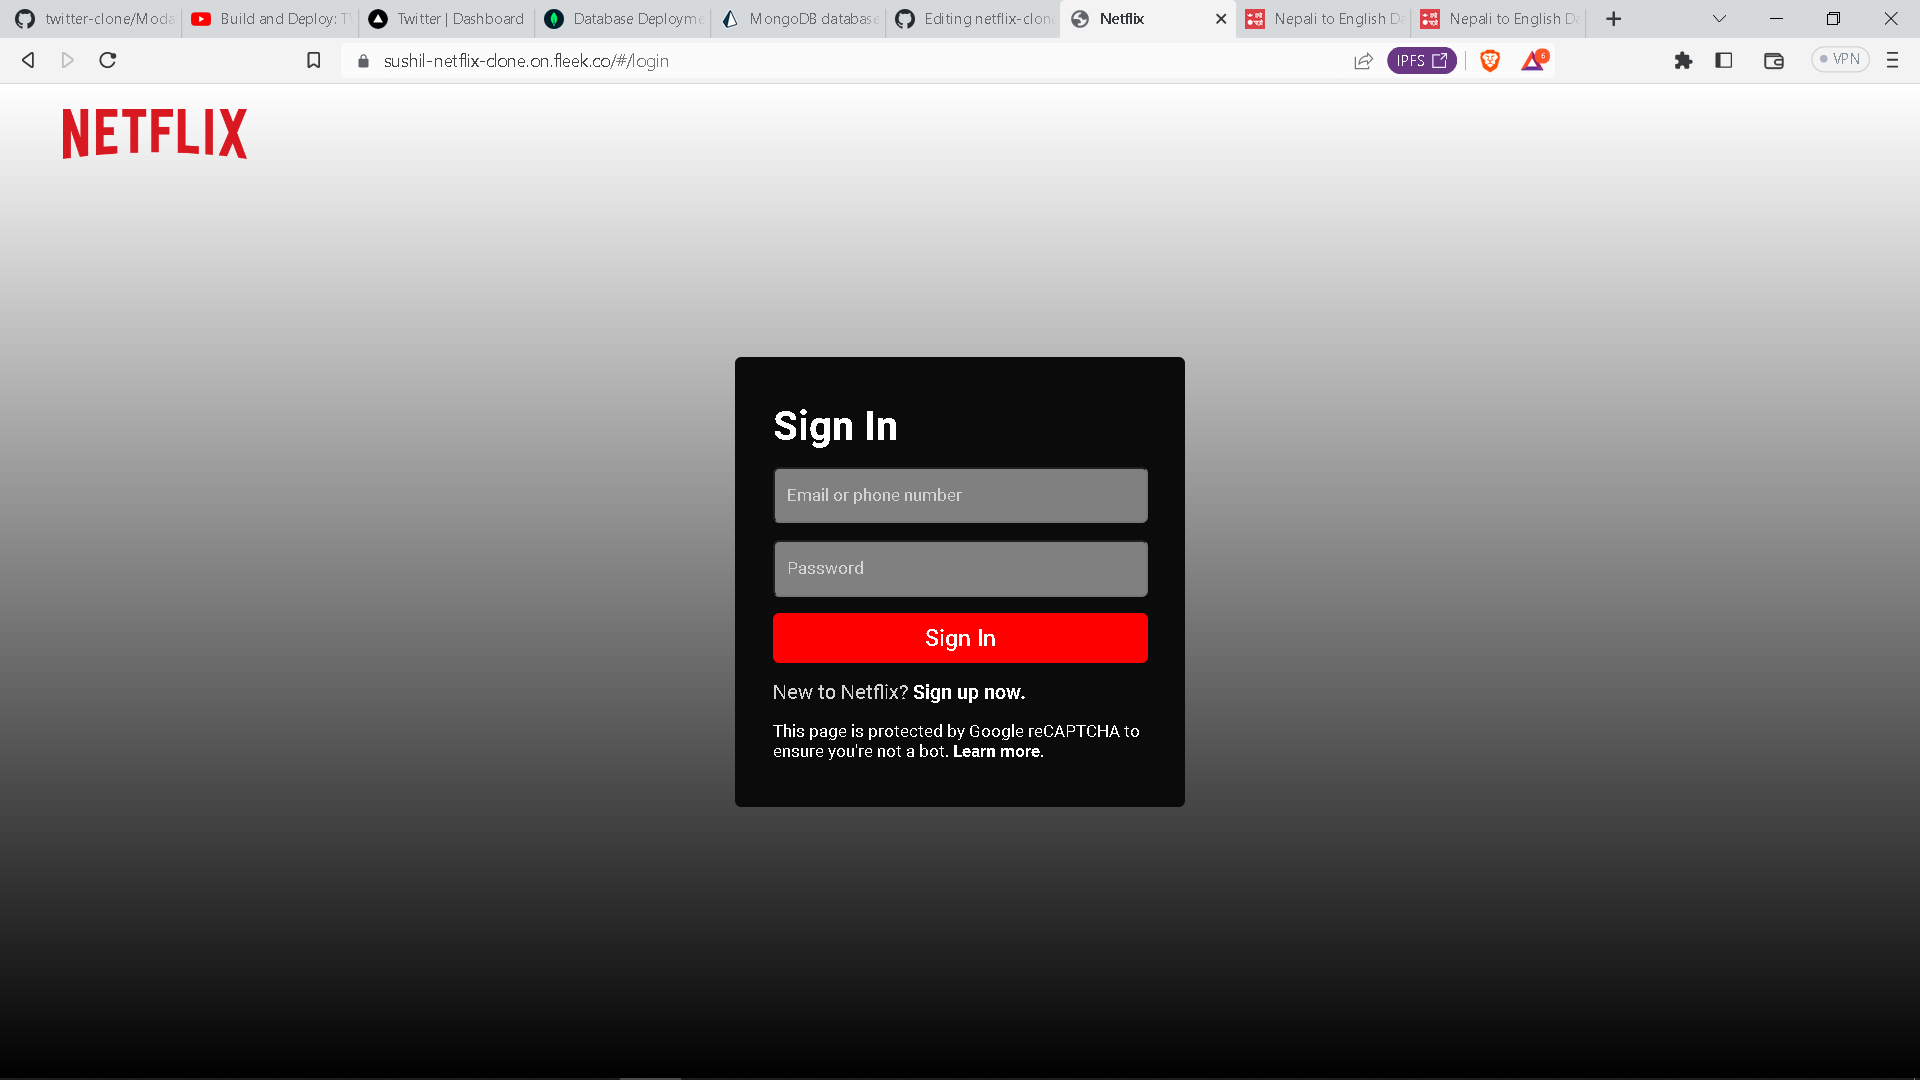 twitter-clone/Moda
Build and Deploy: T
Twitter | Dashboard
Database Deployme
MongoDB database
Editing netflix-clon
Netflix
Nepali to English Da
Nepali to English Da
sushil-netflix-clone.on.fleek.co/#/login
IPFS
6
VPN
NETFLIX
Sign In
Email or phone number
Password
Sign In
New to Netflix? Sign up now.
This page is protected by Google reCAPTCHA to
ensure you're not a bot. Learn more.